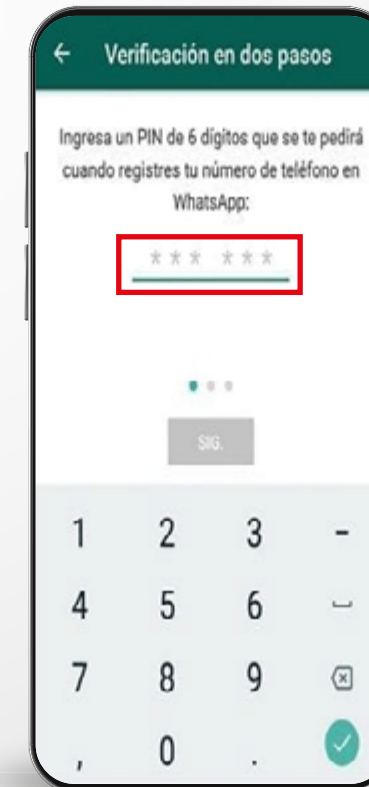 ← Verificación en dos pasos
Ingresa un PIN de 6 dígitos que se te pedirá
cuando registres tu número de teléfono en
WhatsApp:
*** ***
SIG.
1 2 3 -
4 5 6
7 8 9
, 0 .